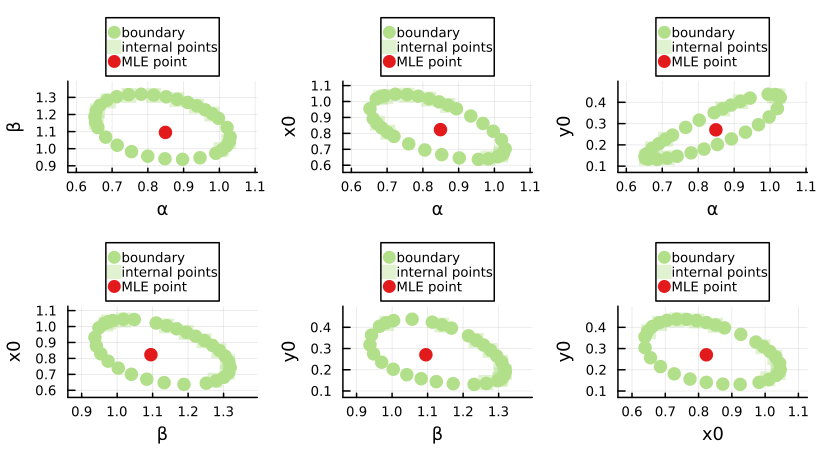 boundary
internal points
MLE point
β
1.3
1.2
1.1
1.0
0.9
0.6 0.7 0.8 0.9 1.0 1.1
α
boundary
internal points
MLE point
x0
1.1
1.0
0.9
0.8
0.7
0.6
0.6 0.7 0.8 0.9 1.0 1.1
α
boundary
internal points
MLE point
y0
0.4
0.3
0.2
0.1
0.6 0.7 0.8 0.9 1.0 1.1
α
boundary
internal points
MLE point
x0
1.1
1.0
0.9
0.8
0.7
0.6
0.9 1.0 1.1 1.2 1.3
β
boundary
internal points
MLE point
y0
0.4
0.3
0.2
0.1
0.9 1.0 1.1 1.2 1.3
β
boundary
internal points
MLE point
y0
0.4
0.3
0.2
0.1
0.6 0.7 0.8 0.9 1.0 1.1
x0